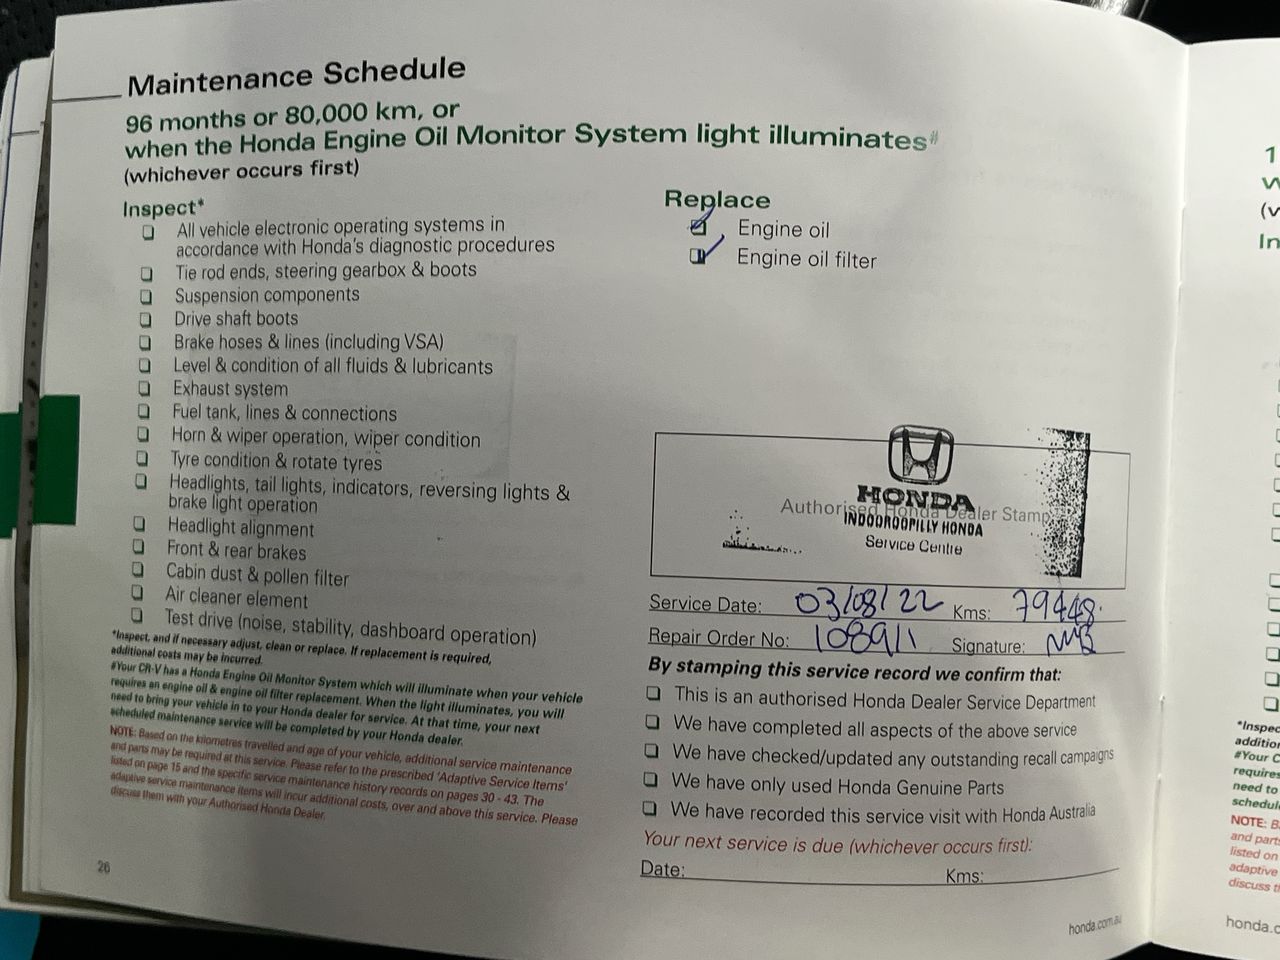 Maintenance Schedule
96 months or 80,000 km, or
when the Honda Engine Oil Monitor System light illuminates#
(whichever occurs first)
Inspect*
All vehicle electronic operating systems in
accordance with Honda's diagnostic procedures
Tie rod ends, steering gearbox & boots
Suspension components
Drive shaft boots
Brake hoses & lines (including VSA)
Level & condition of all fluids & lubricants
Exhaust system
Fuel tank, lines & connections
Horn & wiper operation, wiper condition
Tyre condition & rotate tyres
Headlights, tail lights, indicators, reversing lights &
brake light operation
Headlight alignment
Front & rear brakes
Cabin dust & pollen filter
Air cleaner element
Test drive (noise, stability, dashboard operation)
*Inspect, and if necessary adjust, clean or replace. If replacement is required,
additional costs may be incurred.
#Your CR-V has a Honda Engine Oil Monitor System which will illuminate when your vehicle
requires an engine oil & engine oil filter replacement. When the light illuminates, you will
need to bring your vehicle in to your Honda dealer for service. At that time, your next
scheduled maintenance service will be completed by your Honda dealer.
NOTE: Based on the kilometres travelled and age of your vehicle, additional service maintenance
and parts may be required at this service. Please refer to the prescribed 'Adaptive Service Items'
listed on page 15 and the specific service maintenance history records on pages 30 - 43. The
adaptive service maintenance items will incur additional costs, over and above this service. Please
discuss them with your Authorised Honda Dealer.
26
Replace
Engine oil
Engine oil filter
Authorised Honda Dealer Stamp
HONDA
INDOOROOPILLY HONDA
Service Centre
Service Date: 03/08/22 Kms: 79448
Repair Order No: 108911 Signature:
By stamping this service record we confirm that:
This is an authorised Honda Dealer Service Department
We have completed all aspects of the above service
We have checked/updated any outstanding recall campaigns
We have only used Honda Genuine Parts
We have recorded this service visit with Honda Australia
Your next service is due (whichever occurs first):
Date: Kms:
honda.com.au